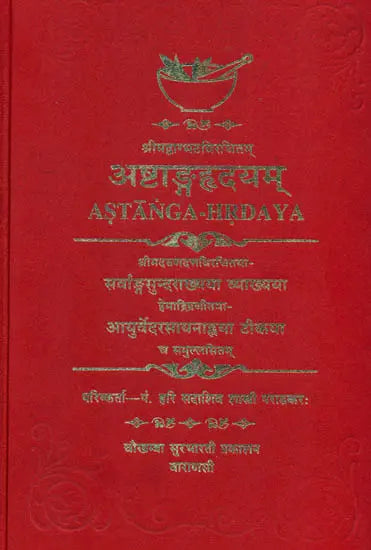 श्रीमद्वाग्भटविरचितम्
अष्टाङ्गहृदयम्
AṢṬĀṄGA-HṚDAYA
श्रीमदरुणदत्तविरचितया-
सर्वाङ्गसुन्दराख्यया व्याख्यया
हेमाद्रिप्रणीतया-
आयुर्वेदरसायनाह्वया टीकया
च समुल्लसितम्
परिष्कर्ता—पं. हरि सदाशिव शास्त्री पराडकरः
चौखम्बा सुरभारती प्रकाशन
वाराणसी